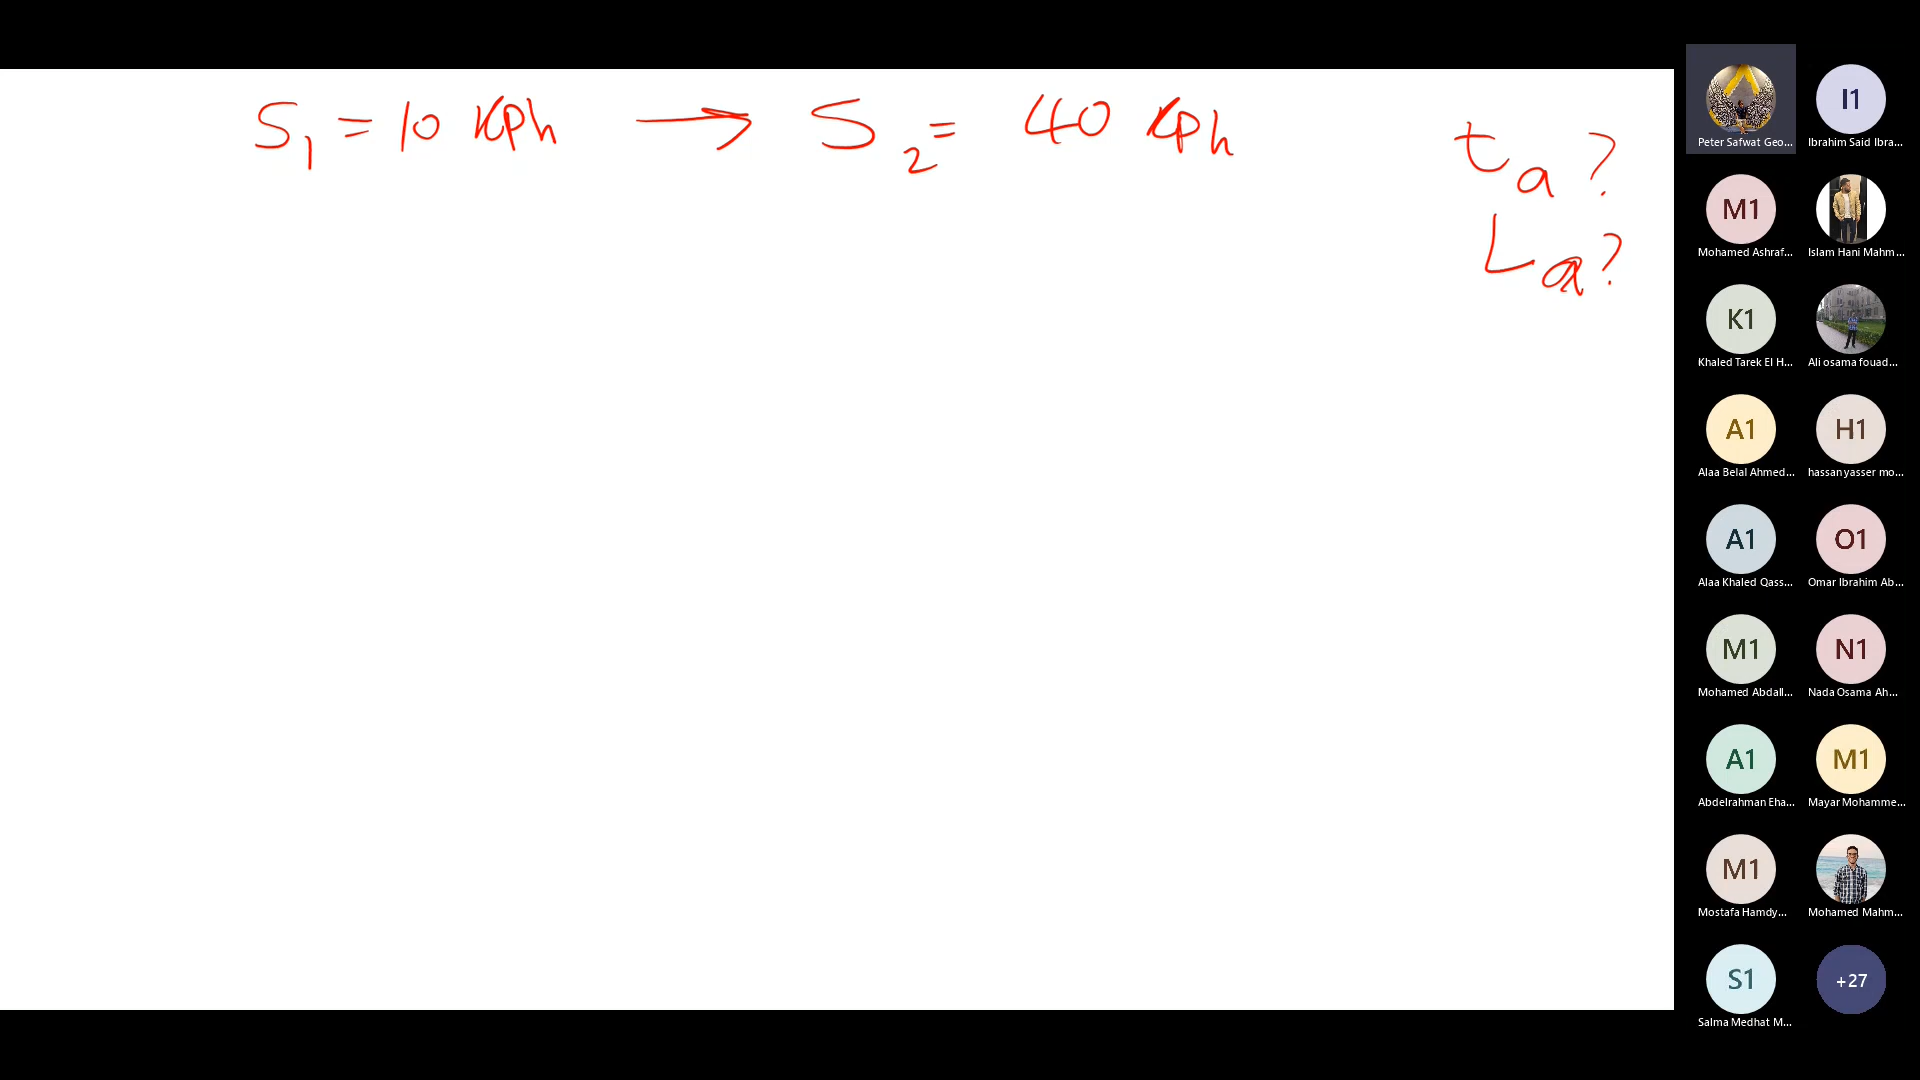 S1 = 10 kph → S2 = 40 kph
ta?
La?
Peter Safwat Geo...
I1
Ibrahim Said Ibra...
M1
Mohamed Ashraf...
Islam Hani Mahm...
K1
Khaled Tarek El H...
Ali osama fouad...
A1
Alaa Belal Ahmed...
H1
hassan yasser mo...
A1
Alaa Khaled Qass...
O1
Omar Ibrahim Ab...
M1
Mohamed Abdall...
N1
Nada Osama Ah...
A1
Abdelrahman Eha...
M1
Mayar Mohamme...
M1
Mostafa Hamdy...
Mohamed Mahm...
S1
Salma Medhat M...
+27